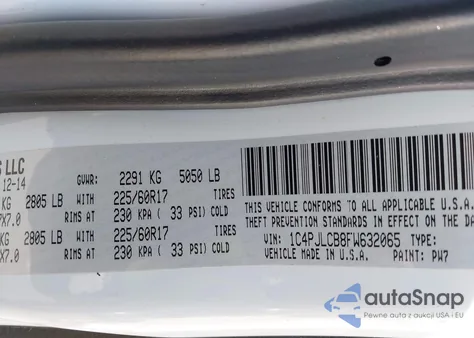 S LLC
12-14
GVWR: 2291 KG 5050 LB
KG 2805 LB WITH 225/60R17 TIRES
7X7.0 RIMS AT 230 KPA ( 33 PSI) COLD
KG 2805 LB WITH 225/60R17 TIRES
X7.0 RIMS AT 230 KPA ( 33 PSI) COLD
THIS VEHICLE CONFORMS TO ALL APPLICABLE U.S.A.
THEFT PREVENTION STANDARDS IN EFFECT ON THE DA
VIN: 1C4PJLCB8FW632065 TYPE:
VEHICLE MADE IN U.S.A. PAINT: PW7
autoSnap
Pewne auta z aukcji USA i EU